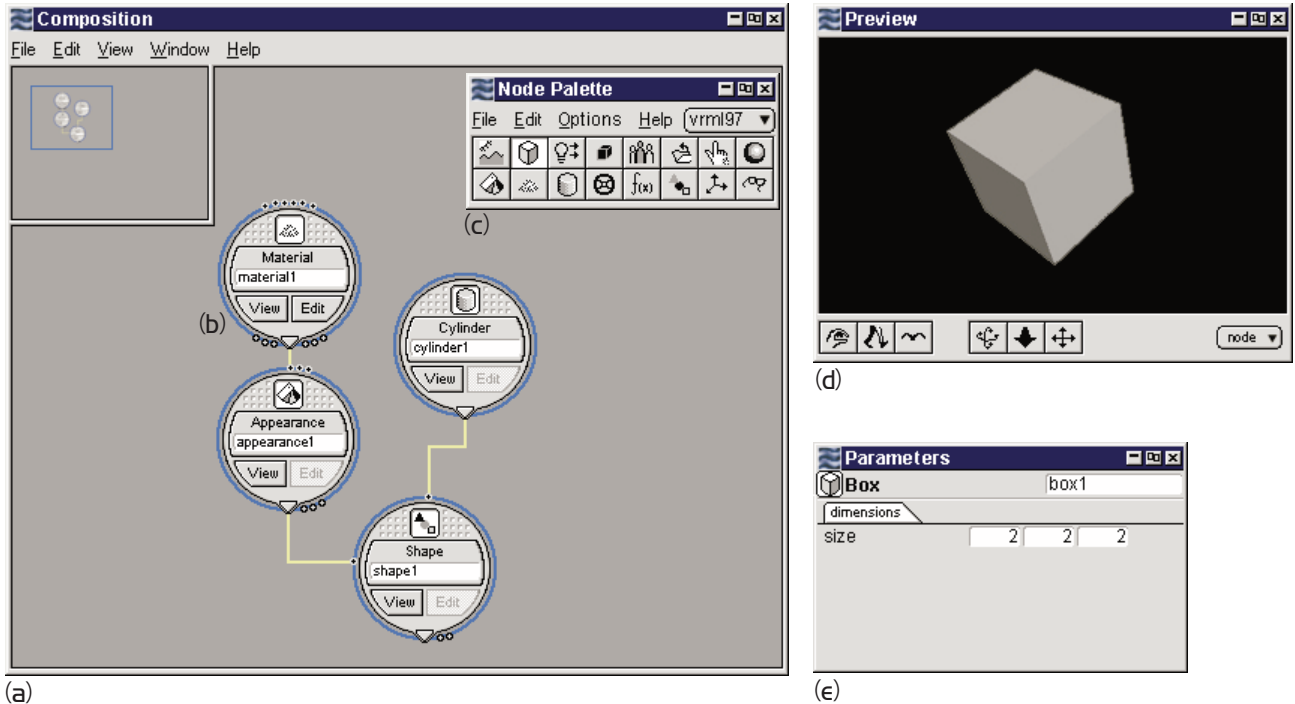 Composition
File Edit View Window Help
Node Palette
File Edit Options Help vrml97
f(x)
(c)
Material
material1
View Edit
(b)
Cylinder
cylinder1
View Edit
Appearance
appearance1
View Edit
Shape
shape1
View Edit
(a)
Preview
node
(d)
Parameters
Box box1
dimensions
size 2 2 2
(e)